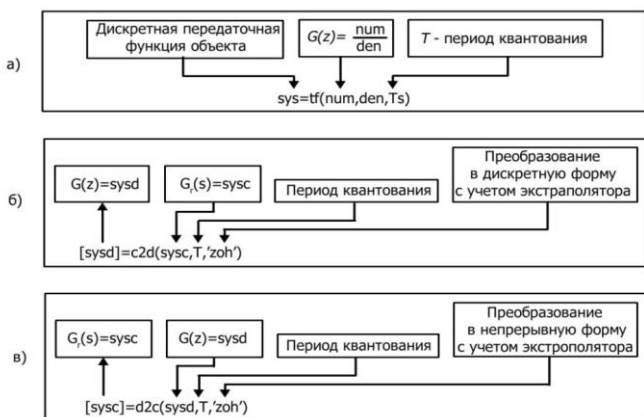 а)
Дискретная передаточная
функция объекта
G(z)= num
den
T - период квантования
sys=tf(num,den,Ts)
б)
G(z)=sysd
Gr(s)=sysc
Период квантования
Преобразование
в дискретную форму
с учетом экстраполятора
[sysd]=c2d(sysc,T,'zoh')
в)
Gr(s)=sysc
G(z)=sysd
Период квантования
Преобразование
в непрерывную форму
с учетом экстрополятора
[sysc]=d2c(sysd,T,'zoh')